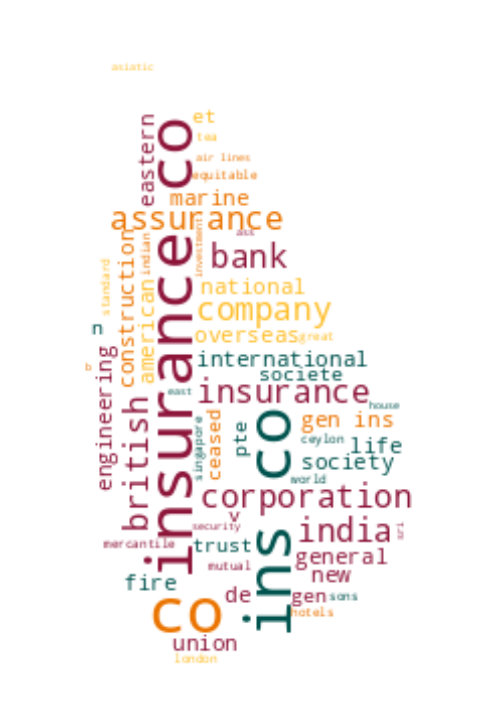 asiatic
eastern
insurance co
et
tea
air lines
equitable
marine
assurance
ass
investment
indian
construction
bank
standard
american
national
company
n
overseas
great
international
societe
b
engineering
east
insurance
house
british
singapore
ceased
pte
ins co
gen ins
ceylon
life
society
world
corporation
v
security
india
sri
mercantile
trust
general
mutual
new
fire
de
gen
sons
co
hotels
union
london